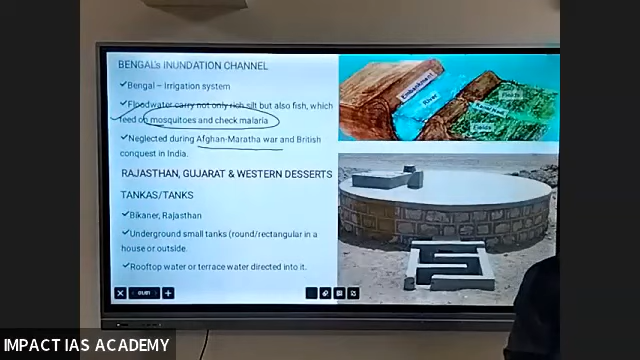 BENGAL's INUNDATION CHANNEL
✓Bengal – Irrigation system
✓Floodwater carry not only rich silt but also fish, which
feed on mosquitoes and check malaria
✓Neglected during Afghan-Maratha war and British
conquest in India.
RAJASTHAN, GUJARAT & WESTERN DESSERTS
TANKAS/TANKS
✓Bikaner, Rajasthan
✓Underground small tanks (round/rectangular in a
house or outside.
✓Rooftop water or terrace water directed into it.
Embankment
River
Fields
Fields
IMPACT IAS ACADEMY